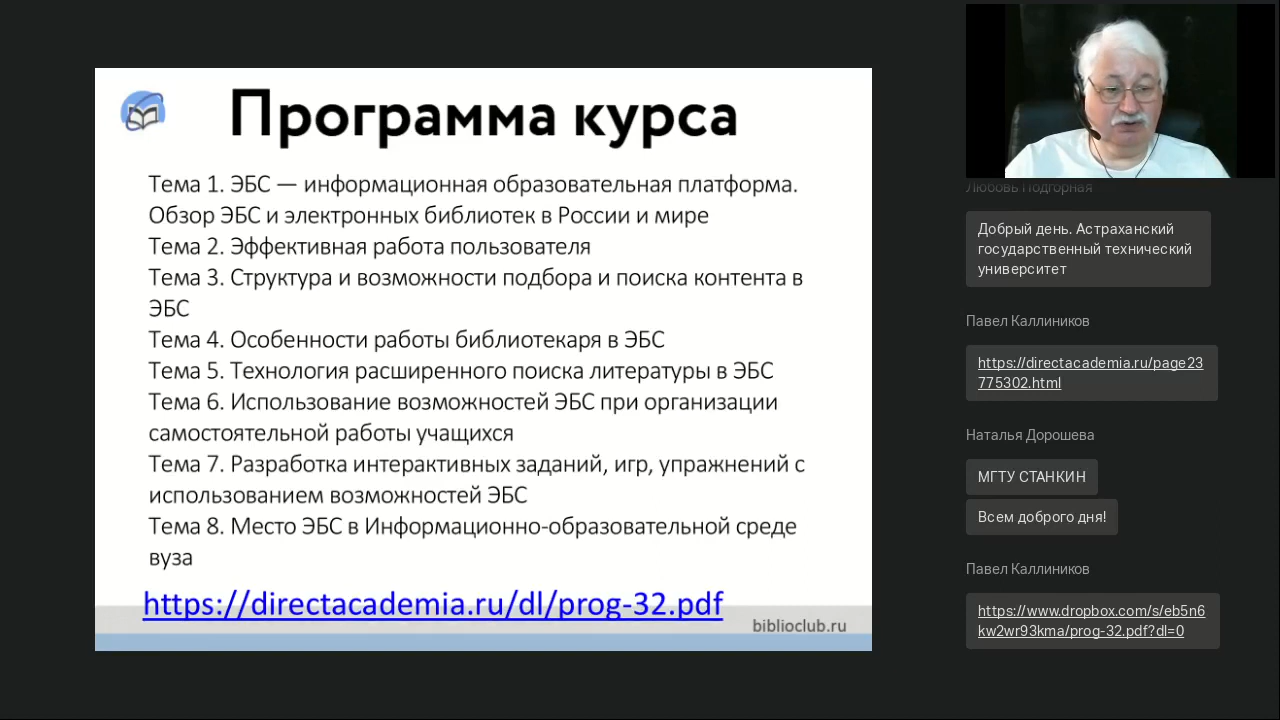 Программа курса
Тема 1. ЭБС — информационная образовательная платформа.
Обзор ЭБС и электронных библиотек в России и мире
Тема 2. Эффективная работа пользователя
Тема 3. Структура и возможности подбора и поиска контента в
ЭБС
Тема 4. Особенности работы библиотекаря в ЭБС
Тема 5. Технология расширенного поиска литературы в ЭБС
Тема 6. Использование возможностей ЭБС при организации
самостоятельной работы учащихся
Тема 7. Разработка интерактивных заданий, игр, упражнений с
использованием возможностей ЭБС
Тема 8. Место ЭБС в Информационно-образовательной среде
вуза
https://directacademia.ru/dl/prog-32.pdf
biblioclub.ru
Любовь Подгорная
Добрый день. Астраханский
государственный технический
университет
Павел Каллиников
https://directacademia.ru/page23
775302.html
Наталья Дорошева
МГТУ СТАНКИН
Всем доброго дня!
Павел Каллиников
https://www.dropbox.com/s/eb5n6
kw2wr93kma/prog-32.pdf?dl=0